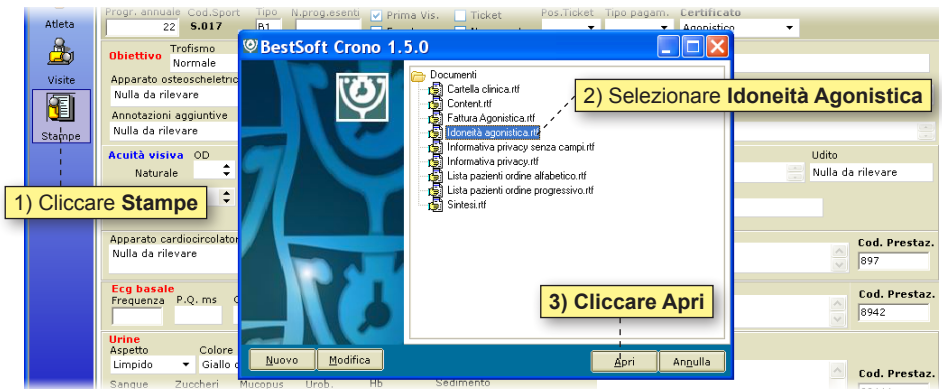 Progr. annuale Cod.Sport Tipo N.prog.esenti Prima Vis. Ticket Pos.Ticket Tipo pagam. Certificato
22 S.017 B1 Agonistico
Atleta
Visite
Stampe
Obiettivo Trofismo
Normale
Apparato osteoscheletric
Nulla da rilevare
Annotazioni aggiuntive
Nulla da rilevare
Acuità visiva OD
Naturale
Udito
Nulla da rilevare
1) Cliccare Stampe
Apparato cardiocircolator
Nulla da rilevare
Cod. Prestaz.
897
Ecg basale
Frequenza P.Q. ms
Cod. Prestaz.
8942
Urine
Aspetto Colore
Limpido Giallo
Cod. Prestaz.
Sangue Zuccheri Mucopus Urob. Hb Sedimento
BestSoft Crono 1.5.0
Documenti
Cartella clinica.rtf
Content.rtf
Fattura Agonistica.rtf
Idoneità agonistica.rtf
Informativa privacy senza campi.rtf
Informativa privacy.rtf
Lista pazienti ordine alfabetico.rtf
Lista pazienti ordine progressivo.rtf
Sintesi.rtf
2) Selezionare Idoneità Agonistica
3) Cliccare Apri
Nuovo Modifica Apri Annulla